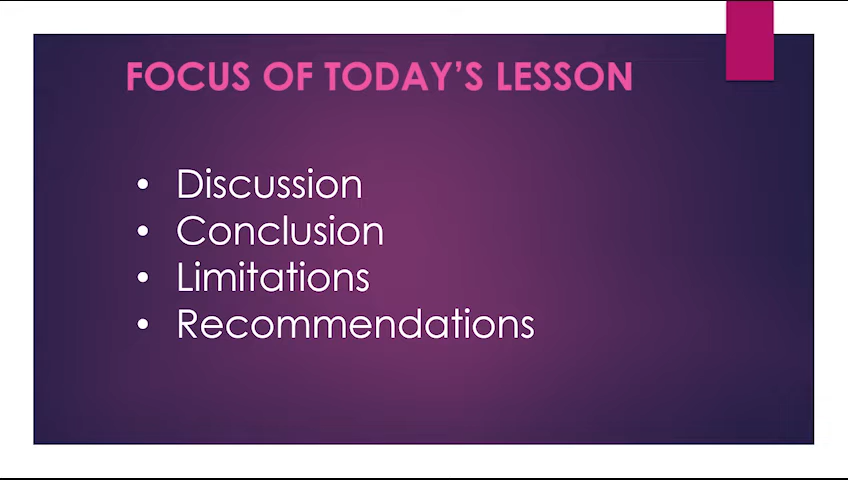 FOCUS OF TODAY’S LESSON
• Discussion
• Conclusion
• Limitations
• Recommendations